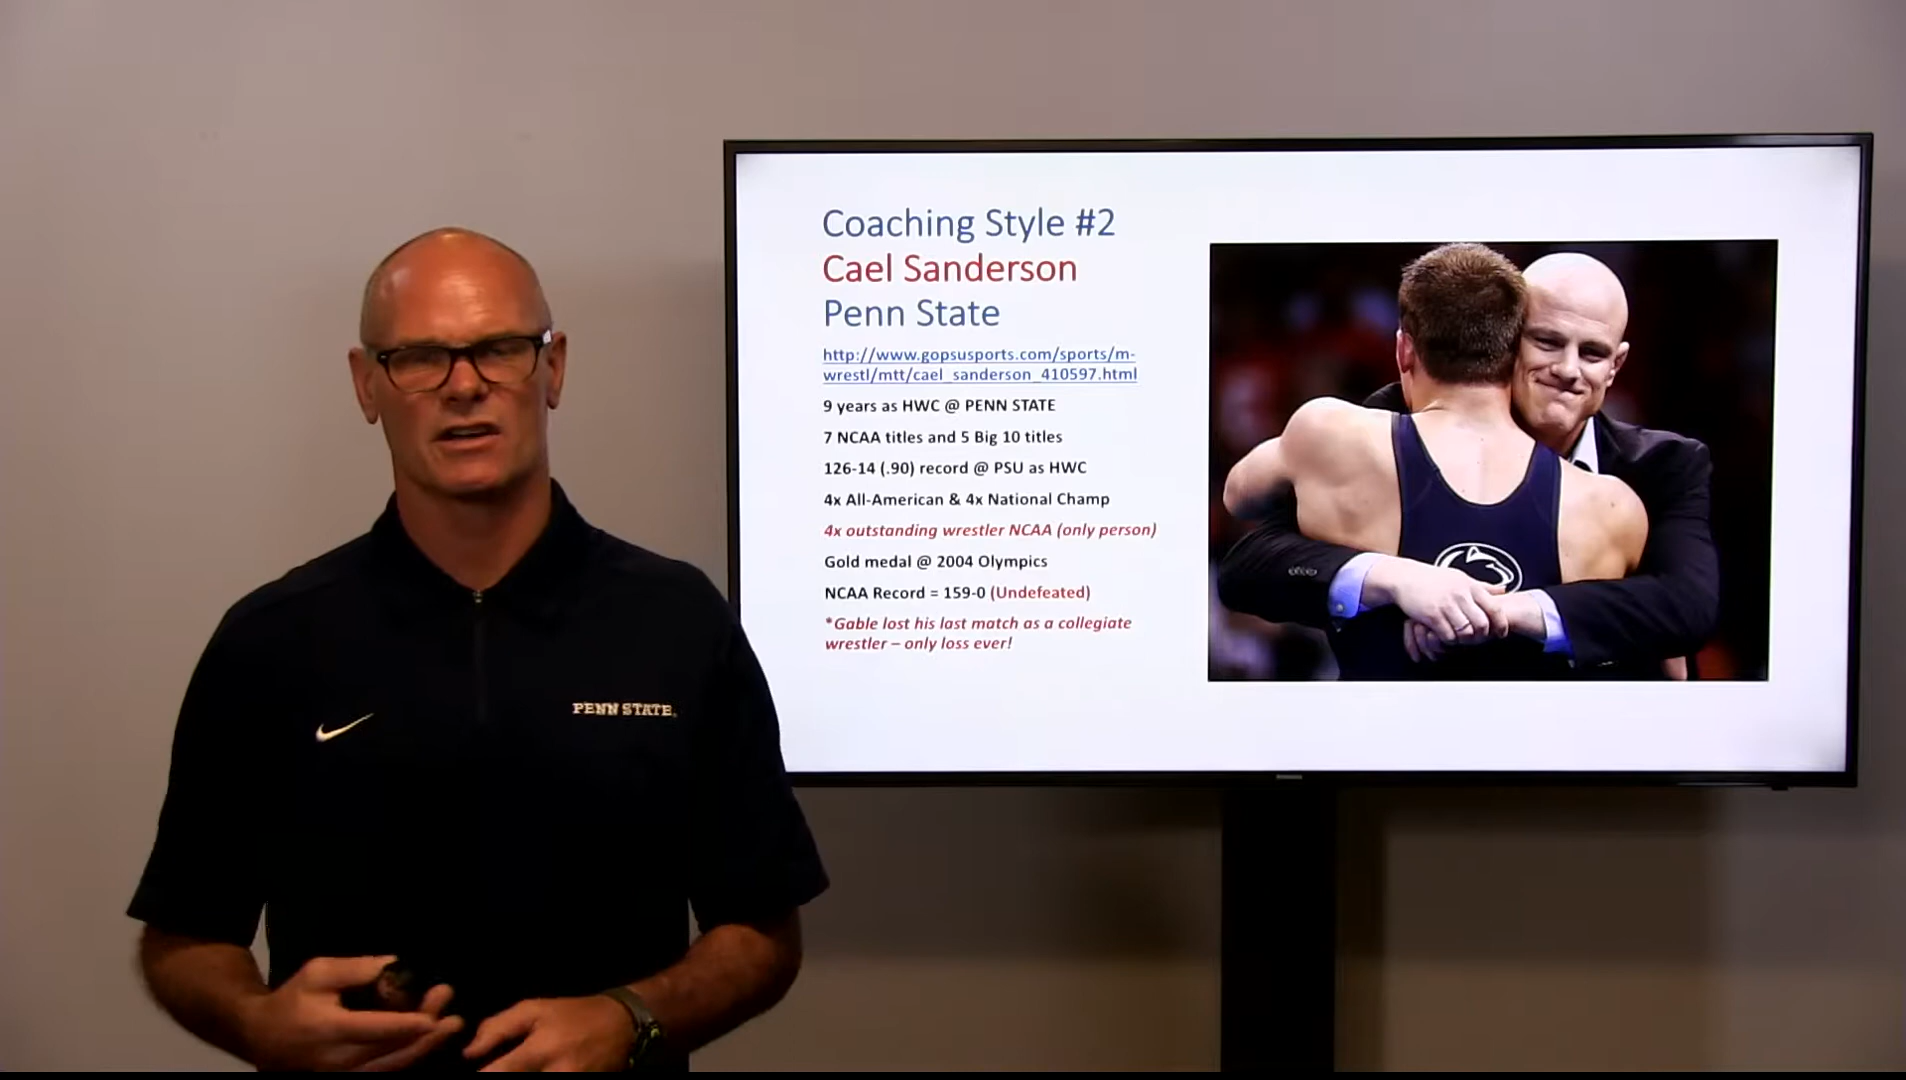 Coaching Style #2
Cael Sanderson
Penn State
http://www.gopsusports.com/sports/m-
wrestl/mtt/cael_sanderson_410597.html
9 years as HWC @ PENN STATE
7 NCAA titles and 5 Big 10 titles
126-14 (.90) record @ PSU as HWC
4x All-American & 4x National Champ
4x outstanding wrestler NCAA (only person)
Gold medal @ 2004 Olympics
NCAA Record = 159-0 (Undefeated)
*Gable lost his last match as a collegiate
wrestler – only loss ever!
PENN STATE